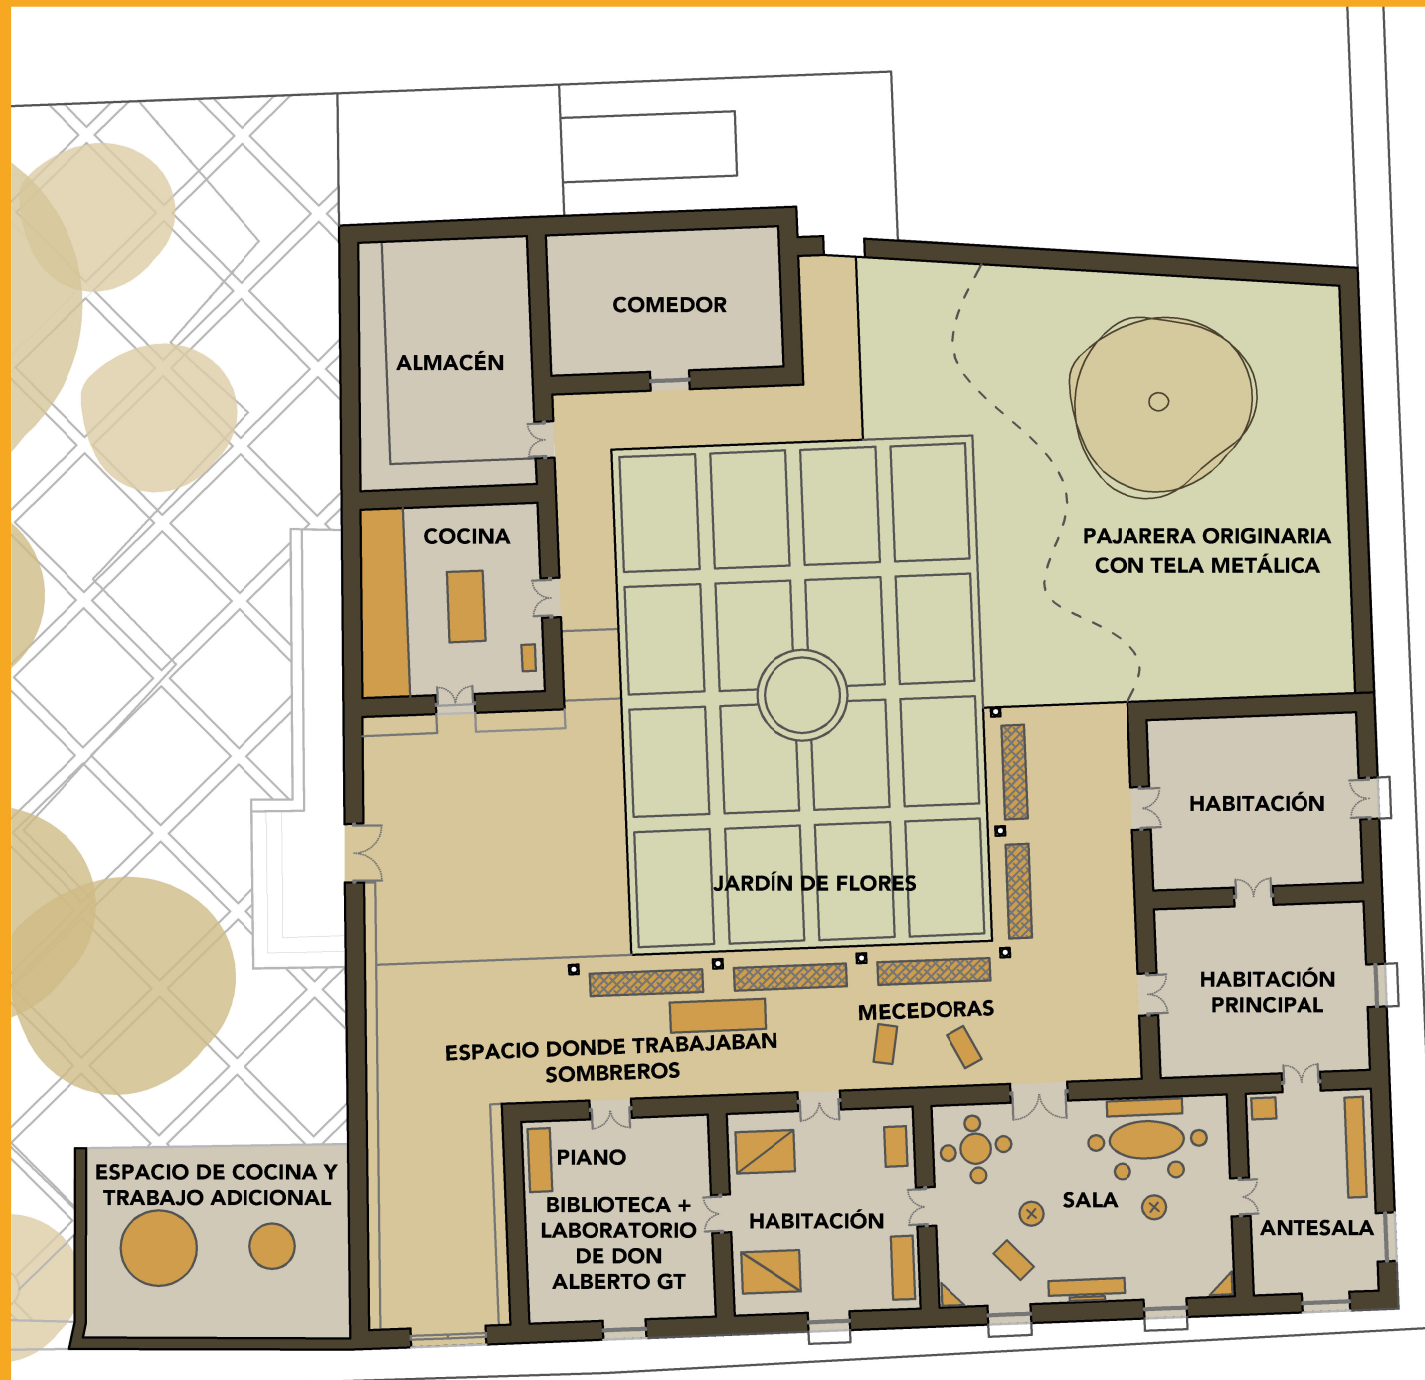 COMEDOR
ALMACÉN
COCINA
PAJARERA ORIGINARIA
CON TELA METÁLICA
HABITACIÓN
JARDÍN DE FLORES
HABITACIÓN
PRINCIPAL
MECEDORAS
ESPACIO DONDE TRABAJABAN
SOMBREROS
ESPACIO DE COCINA Y
TRABAJO ADICIONAL
PIANO
BIBLIOTECA +
LABORATORIO
DE DON
ALBERTO GT
HABITACIÓN
SALA
ANTESALA